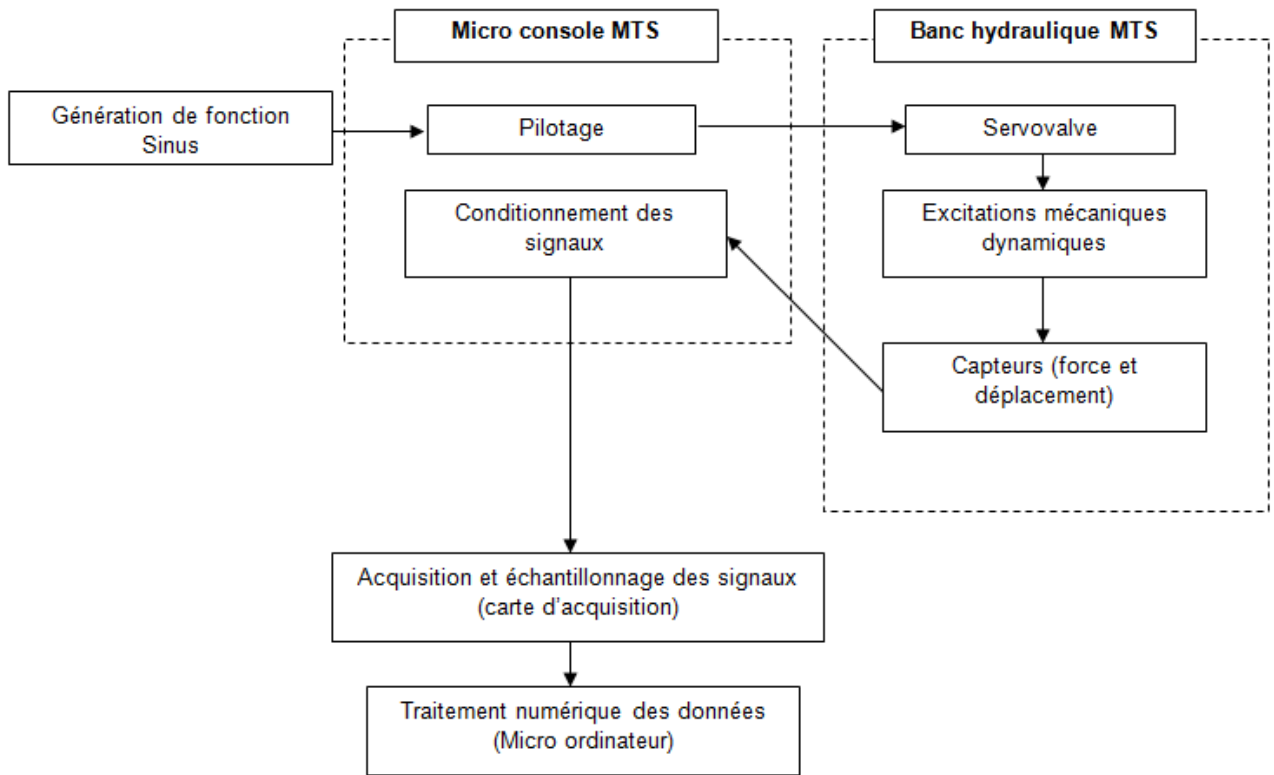 Micro console MTS
Banc hydraulique MTS
Génération de fonction
Sinus
Pilotage
Servovalve
Conditionnement des
signaux
Excitations mécaniques
dynamiques
Capteurs (force et
déplacement)
Acquisition et échantillonnage des signaux
(carte d'acquisition)
Traitement numérique des données
(Micro ordinateur)